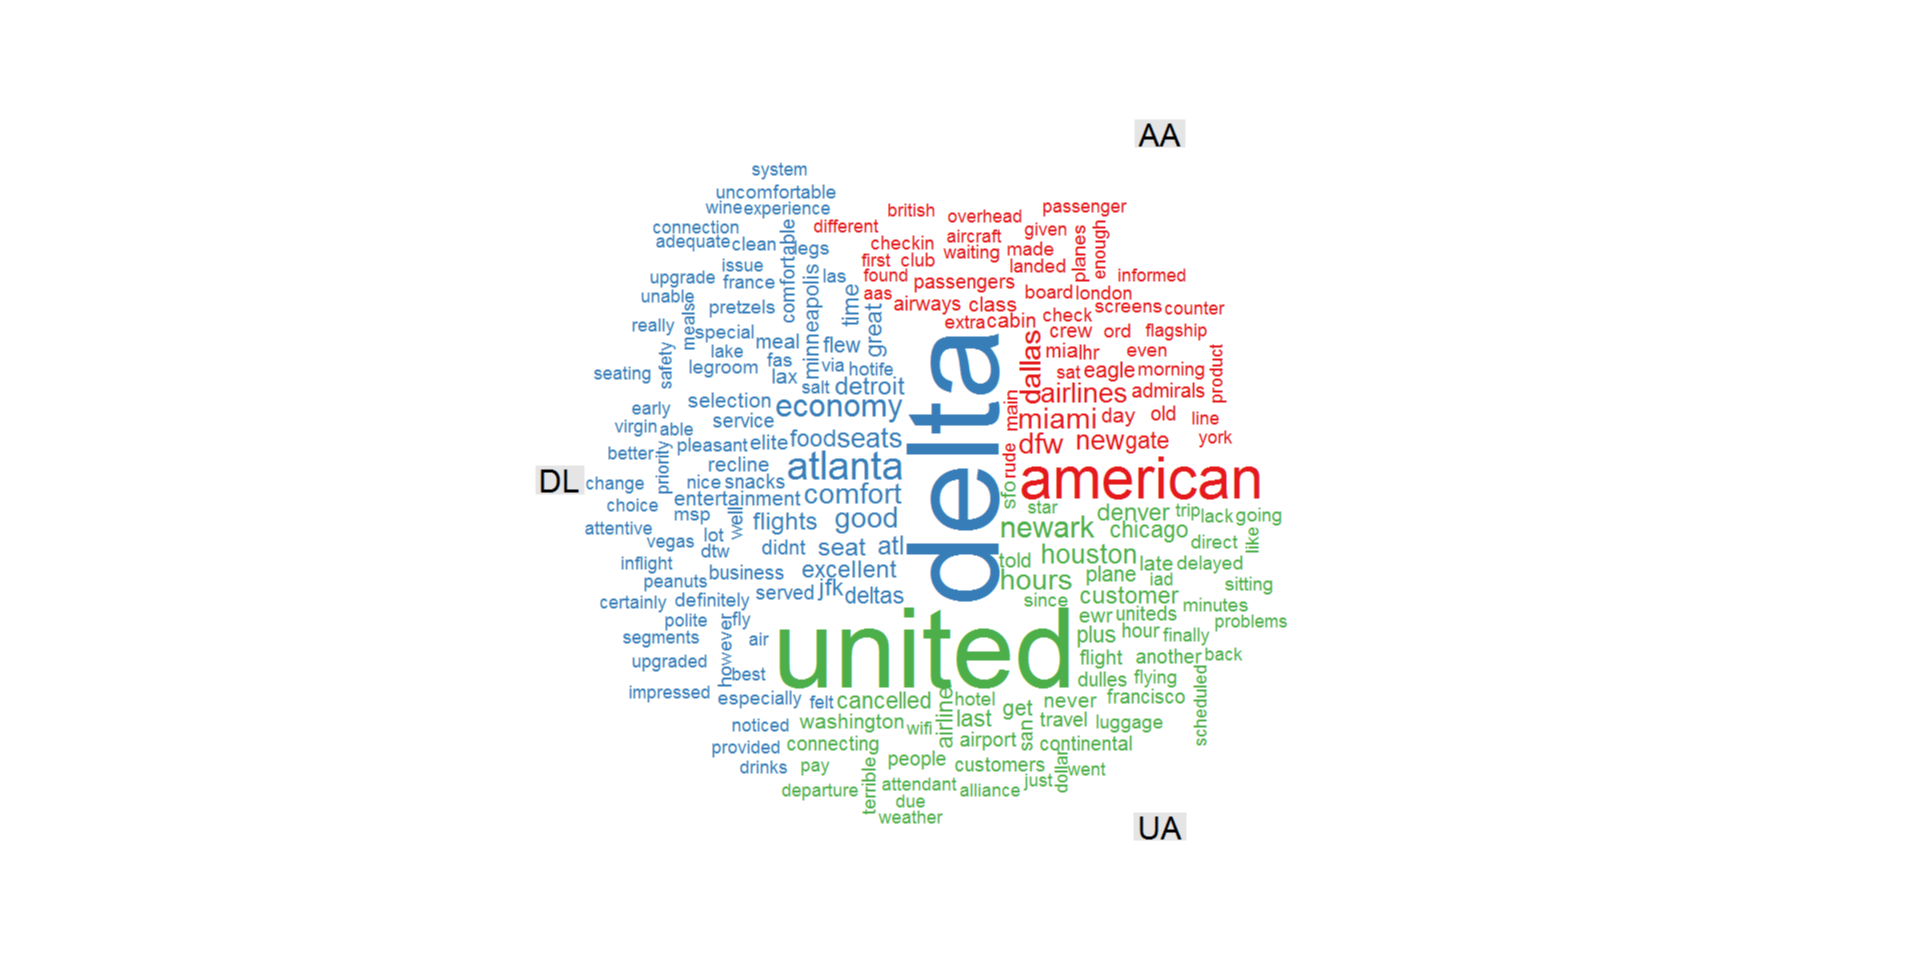 AA
system
uncomfortable
wine experience
british
overhead
passenger
connection
different
given
adequate clean
legs
comfortable
checkin
aircraft
waiting
made
planes
enough
issue
first club
landed
informed
upgrade france
las
found
passengers
unable
aas
board london
pretzels
minneapolis
time
airways class
screens counter
meals
really
special
great
extra cabin
check
crew ord flagship
meal
flew
lake
safety
fas
via hotife
dallas
mia lhr
even
legroom
seating
lax
sat eagle morning
product
salt detroit
delta
airlines admirals
selection economy
early
main
miami day
old
line
service
virgin able
pleasant elite food seats
dfw new gate
york
better
priority
recline
atlanta
rude
american
DL
change
nice snacks
entertainment comfort
sfo
choice
star
denver trip lack going
msp
well
flights
good
newark
chicago
attentive
lot
direct
like
vegas
dtw
didnt
seat
atl
told
houston
late delayed
inflight
business
excellent
hours
plane
iad
peanuts
sitting
served jfk deltas
since
customer
certainly definitely
minutes
ewr uniteds
problems
polite
fly
segments
however
air
united
plus
hour finally
upgraded
flight
another back
best
dulles flying
impressed
especially
felt cancelled
airline
hotel
never
francisco
scheduled
get
noticed
washington wifi
last
san
travel luggage
provided connecting
airport
continental
drinks
pay
people
customers
dollar
went
terrible
departure
attendant
alliance
just
due
weather
UA